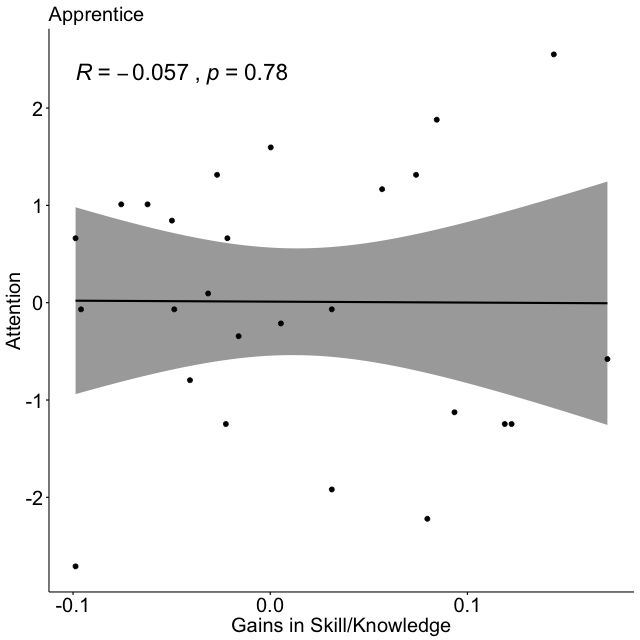 Apprentice
R = −0.057 , p = 0.78
2
1
0
-1
-2
Attention
-0.1 0.0 0.1
Gains in Skill/Knowledge